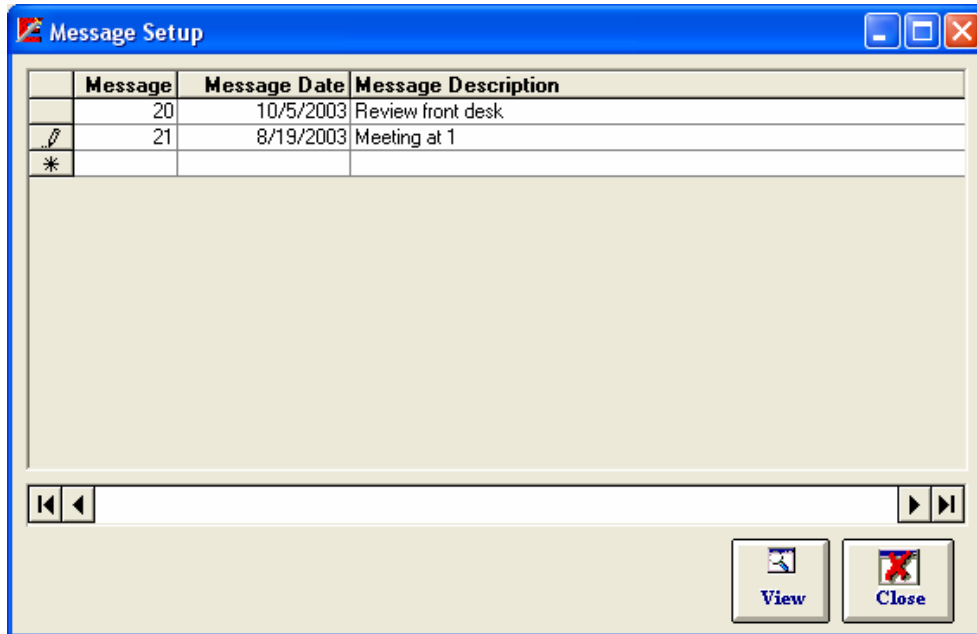 Message Setup
Message Message Date Message Description
20 10/5/2003 Review front desk
21 8/19/2003 Meeting at 1
View Close